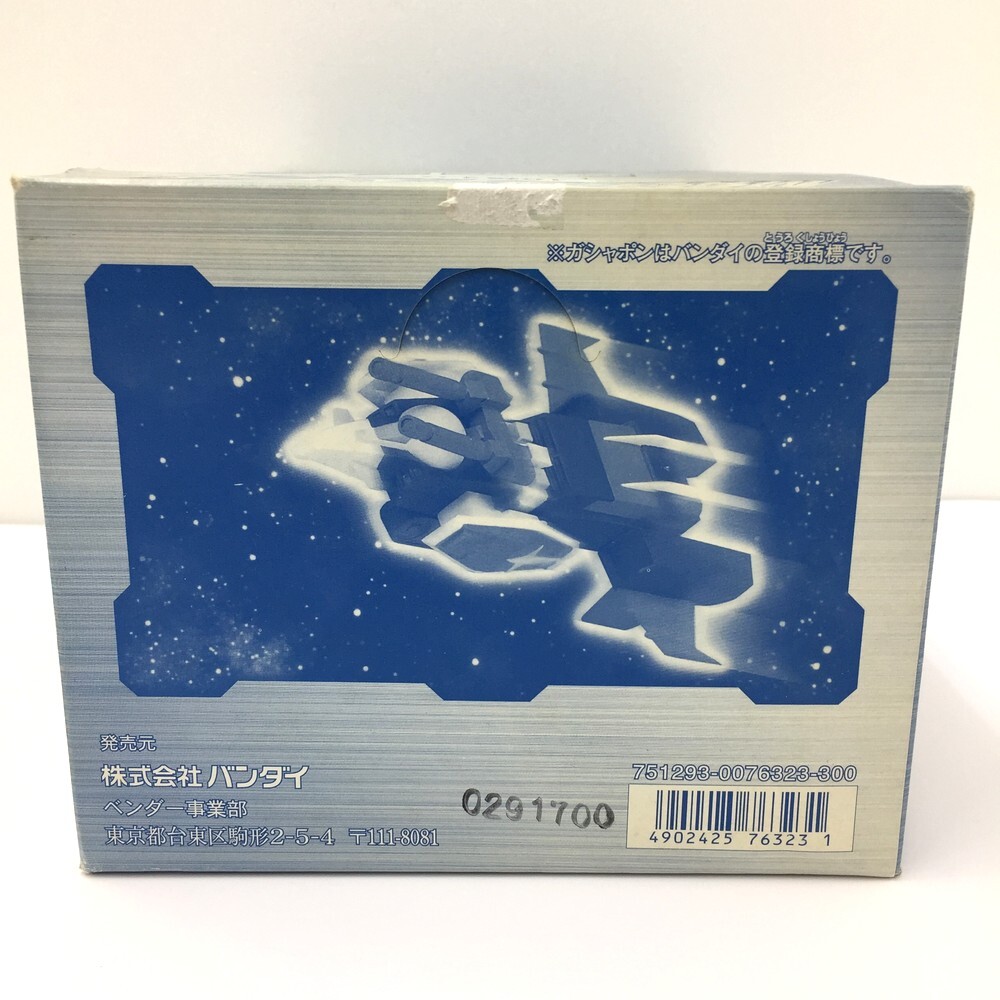 とうろくしょうひょう
※ガシャポンはバンダイの登録商標です。
発売元
株式会社 バンダイ
ベンダー事業部
東京都台東区駒形2-5-4 〒111-8081
0291700
751293-0076323-300
4902425 76323 1